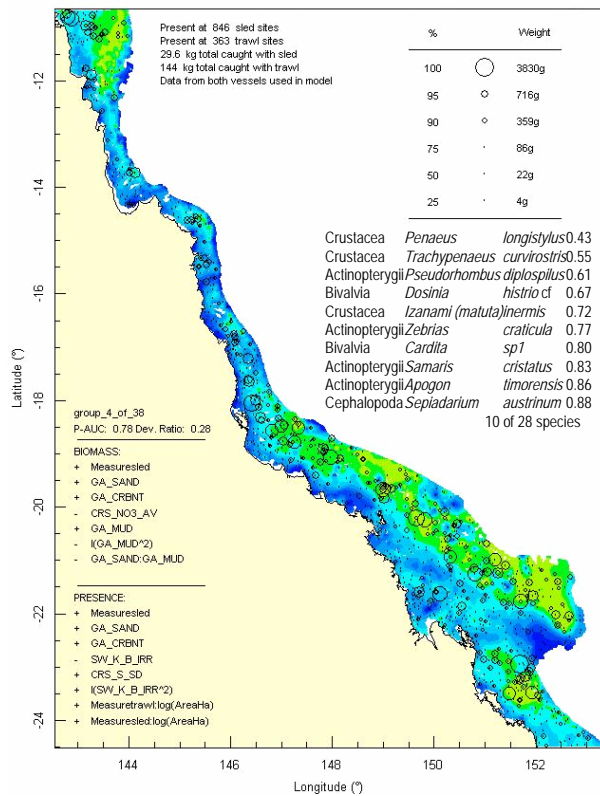 Present at 846 sled sites
Present at 363 trawl sites
29.6 kg total caught with sled
144 kg total caught with trawl
Data from both vessels used in model
% Weight
100 3830g
95 716g
90 359g
75 86g
50 22g
25 4g
Crustacea Penaeus longistylus 0.43
Crustacea Trachypenaeus curvirostris 0.55
Actinopterygii Pseudorhombus diplospilus 0.61
Bivalvia Dosinia histrio cf 0.67
Crustacea Izanami (matuta) inermis 0.72
Actinopterygii Zebrias craticula 0.77
Bivalvia Cardita sp1 0.80
Actinopterygii Samaris cristatus 0.83
Actinopterygii Apogon timorensis 0.86
Cephalopoda Sepiadarium austrinum 0.88
10 of 28 species
group_4_of_38
P-AUC: 0.78 Dev. Ratio: 0.28
BIOMASS:
+ Measuresled
+ GA_SAND
+ GA_CRBNT
- CRS_NO3_AV
+ GA_MUD
- I(GA_MUD^2)
- GA_SAND:GA_MUD
PRESENCE:
+ Measuresled
+ GA_SAND
+ GA_CRBNT
- SW_K_B_IRR
+ CRS_S_SD
+ I(SW_K_B_IRR^2)
+ Measuretrawl:log(AreaHa)
+ Measuresled:log(AreaHa)
Latitude (°)
-12
-14
-16
-18
-20
-22
-24
144 146 148 150 152
Longitude (°)